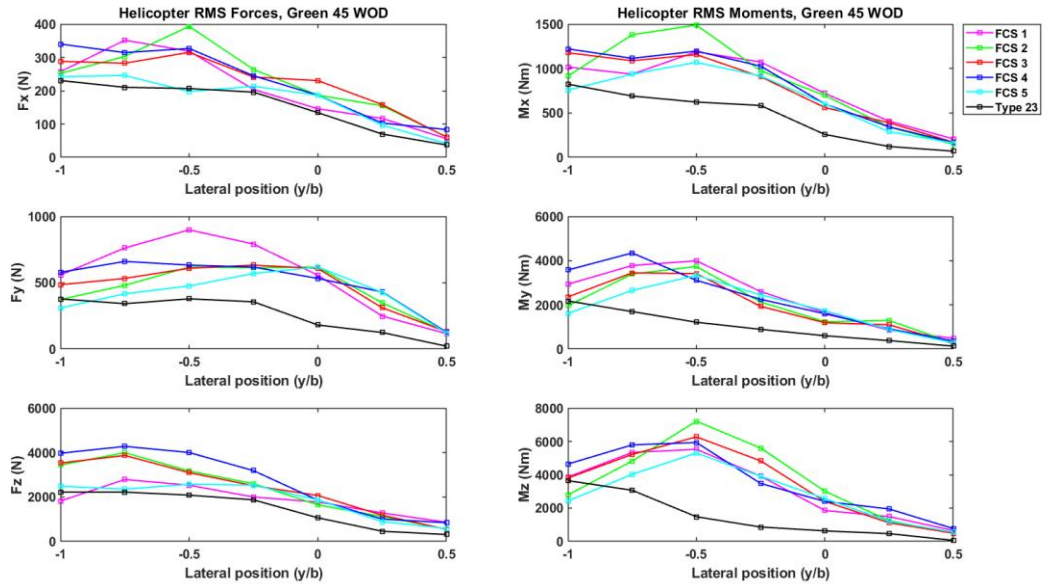 Helicopter RMS Forces, Green 45 WOD
400
300
200
100
0
Fx (N)
-1 -0.5 0 0.5
Lateral position (y/b)
Helicopter RMS Moments, Green 45 WOD
1500
1000
500
0
Mx (Nm)
-1 -0.5 0 0.5
Lateral position (y/b)
FCS 1
FCS 2
FCS 3
FCS 4
FCS 5
Type 23
1000
500
0
Fy (N)
-1 -0.5 0 0.5
Lateral position (y/b)
6000
4000
2000
0
My (Nm)
-1 -0.5 0 0.5
Lateral position (y/b)
6000
4000
2000
0
Fz (N)
-1 -0.5 0 0.5
Lateral position (y/b)
8000
6000
4000
2000
0
Mz (Nm)
-1 -0.5 0 0.5
Lateral position (y/b)